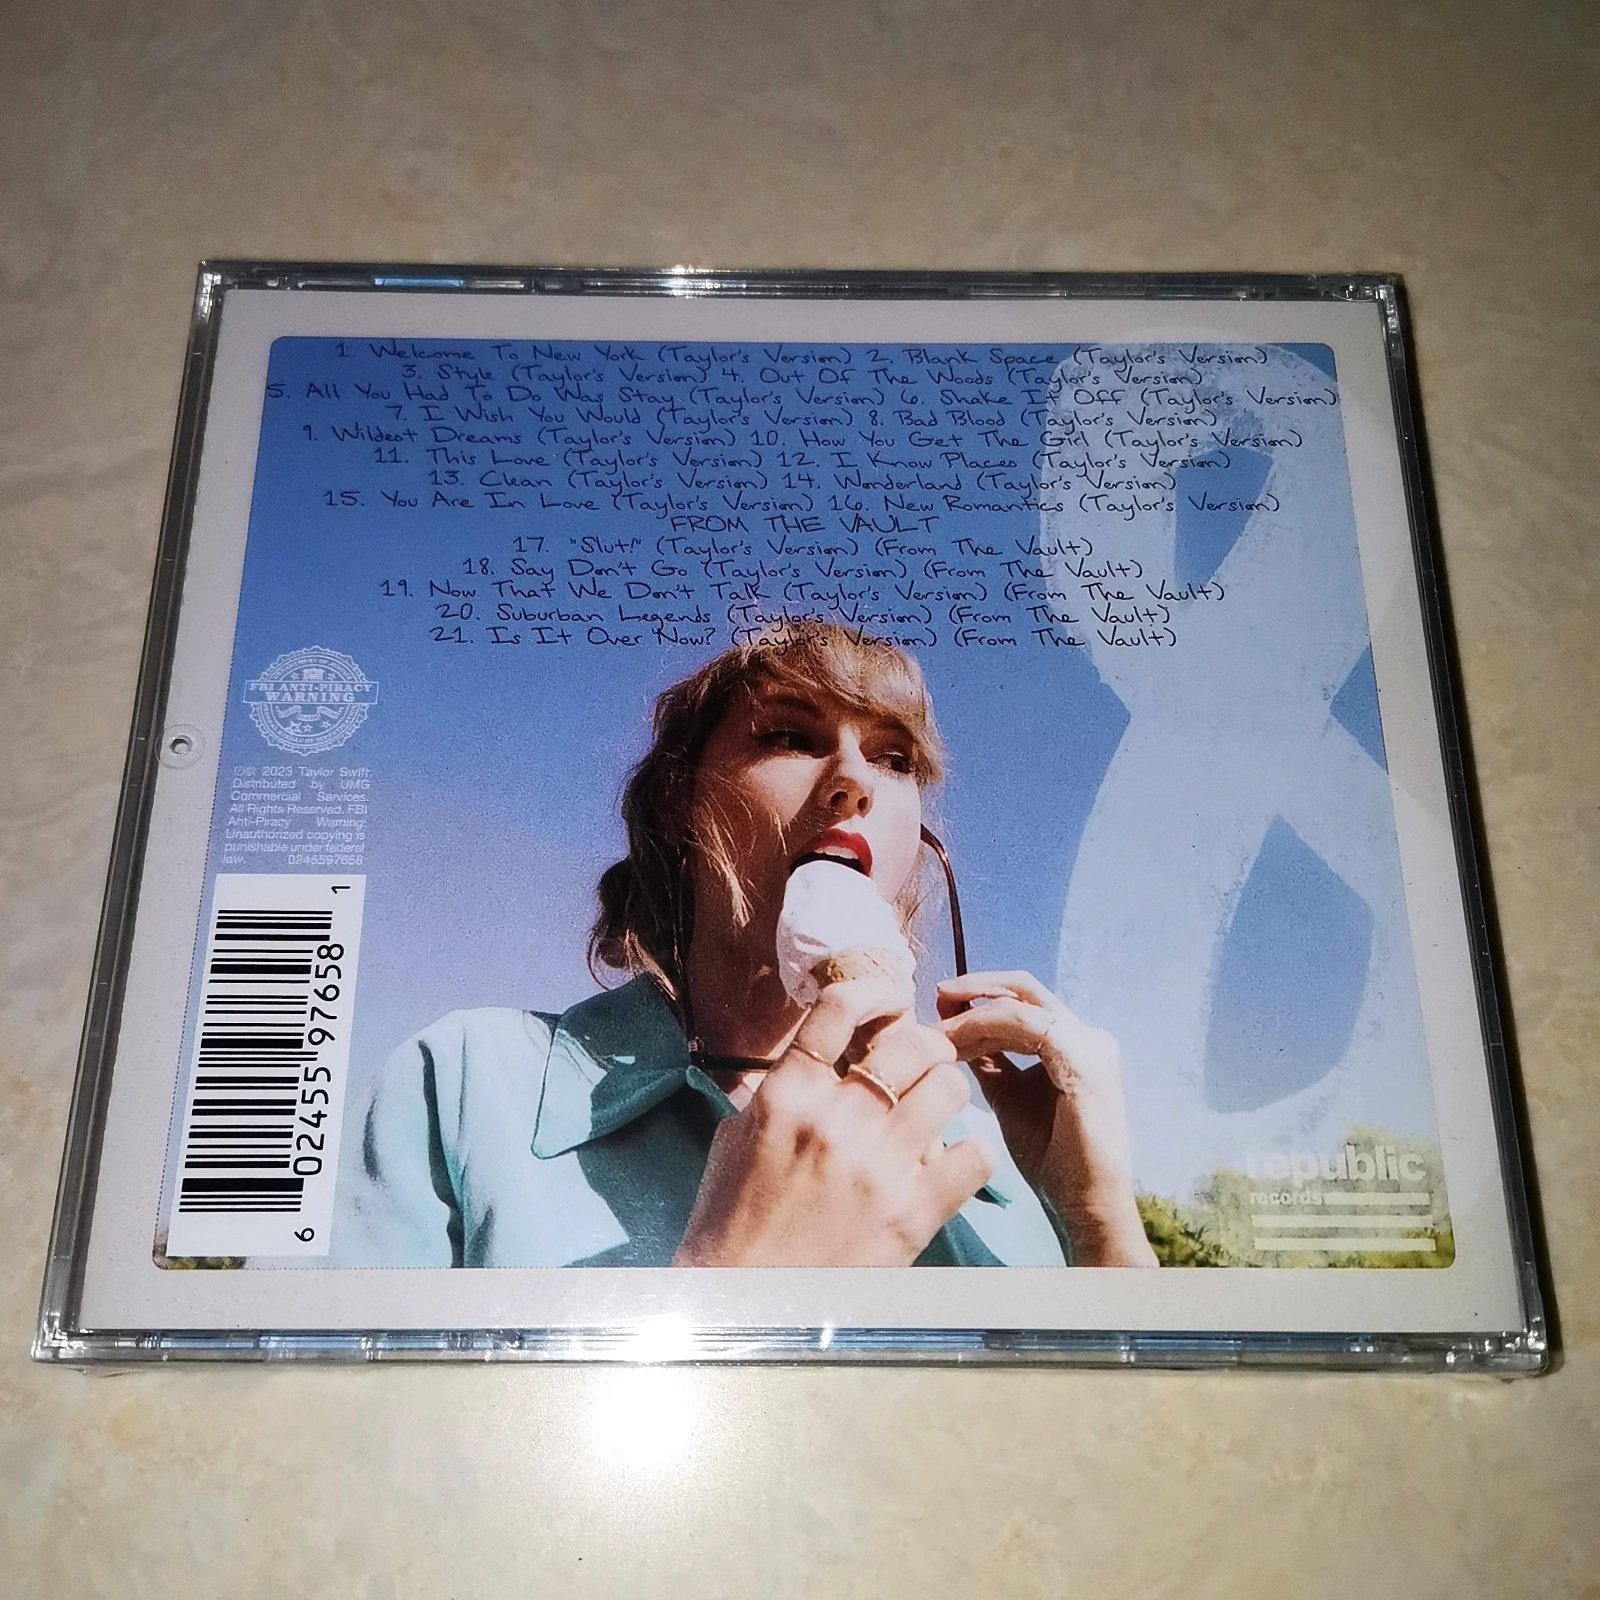 1. Welcome To New York (Taylor's Version) 2. Blank Space (Taylor's Version)
3. Style (Taylor's Version) 4. Out Of The Woods (Taylor's Version)
5. All You Had To Do Was Stay (Taylor's Version) 6. Shake It Off (Taylor's Version)
7. I Wish You Would (Taylor's Version) 8. Bad Blood (Taylor's Version)
9. Wildest Dreams (Taylor's Version) 10. How You Get The Girl (Taylor's Version)
11. This Love (Taylor's Version) 12. I Know Places (Taylor's Version)
13. Clean (Taylor's Version) 14. Wonderland (Taylor's Version)
15. You Are In Love (Taylor's Version) 16. New Romantics (Taylor's Version)
FROM THE VAULT
17. "Slut!" (Taylor's Version) (From The Vault)
18. Say Don't Go (Taylor's Version) (From The Vault)
19. Now That We Don't Talk (Taylor's Version) (From The Vault)
20. Suburban Legends (Taylor's Version) (From The Vault)
21. Is It Over Now? (Taylor's Version) (From The Vault)
FBI ANTI-PIRACY
WARNING
℗© 2023 Taylor Swift
Distributed by UMG
Commercial Services.
All Rights Reserved. FBI
Anti-Piracy Warning:
Unauthorized copying is
punishable under federal
law. 0245597658
6 02455 97658 1
8
republic
records